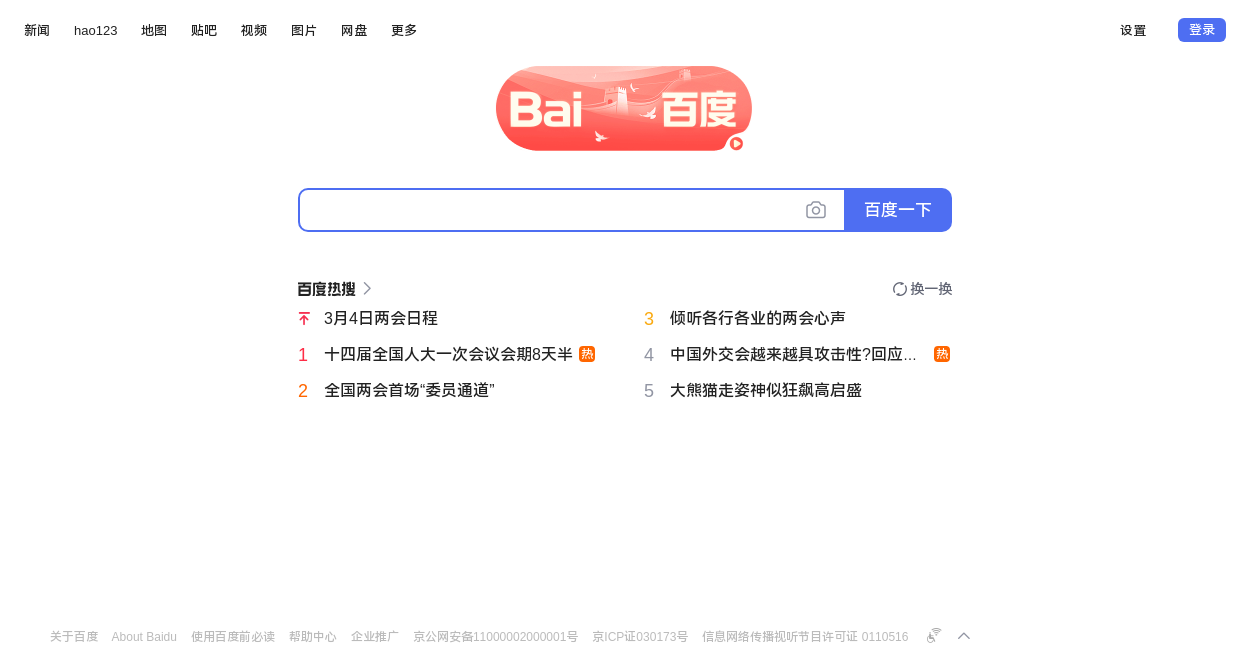 新闻 hao123 地图 贴吧 视频 图片 网盘 更多 设置 登录
Bai 百度
百度一下
百度热搜 换一换
3月4日两会日程
1 十四届全国人大一次会议会期8天半 热
2 全国两会首场“委员通道”
3 倾听各行各业的两会心声
4 中国外交会越来越具攻击性?回应... 热
5 大熊猫走姿神似狂飙高启盛
关于百度 About Baidu 使用百度前必读 帮助中心 企业推广 京公网安备11000002000001号 京ICP证030173号 信息网络传播视听节目许可证 0110516